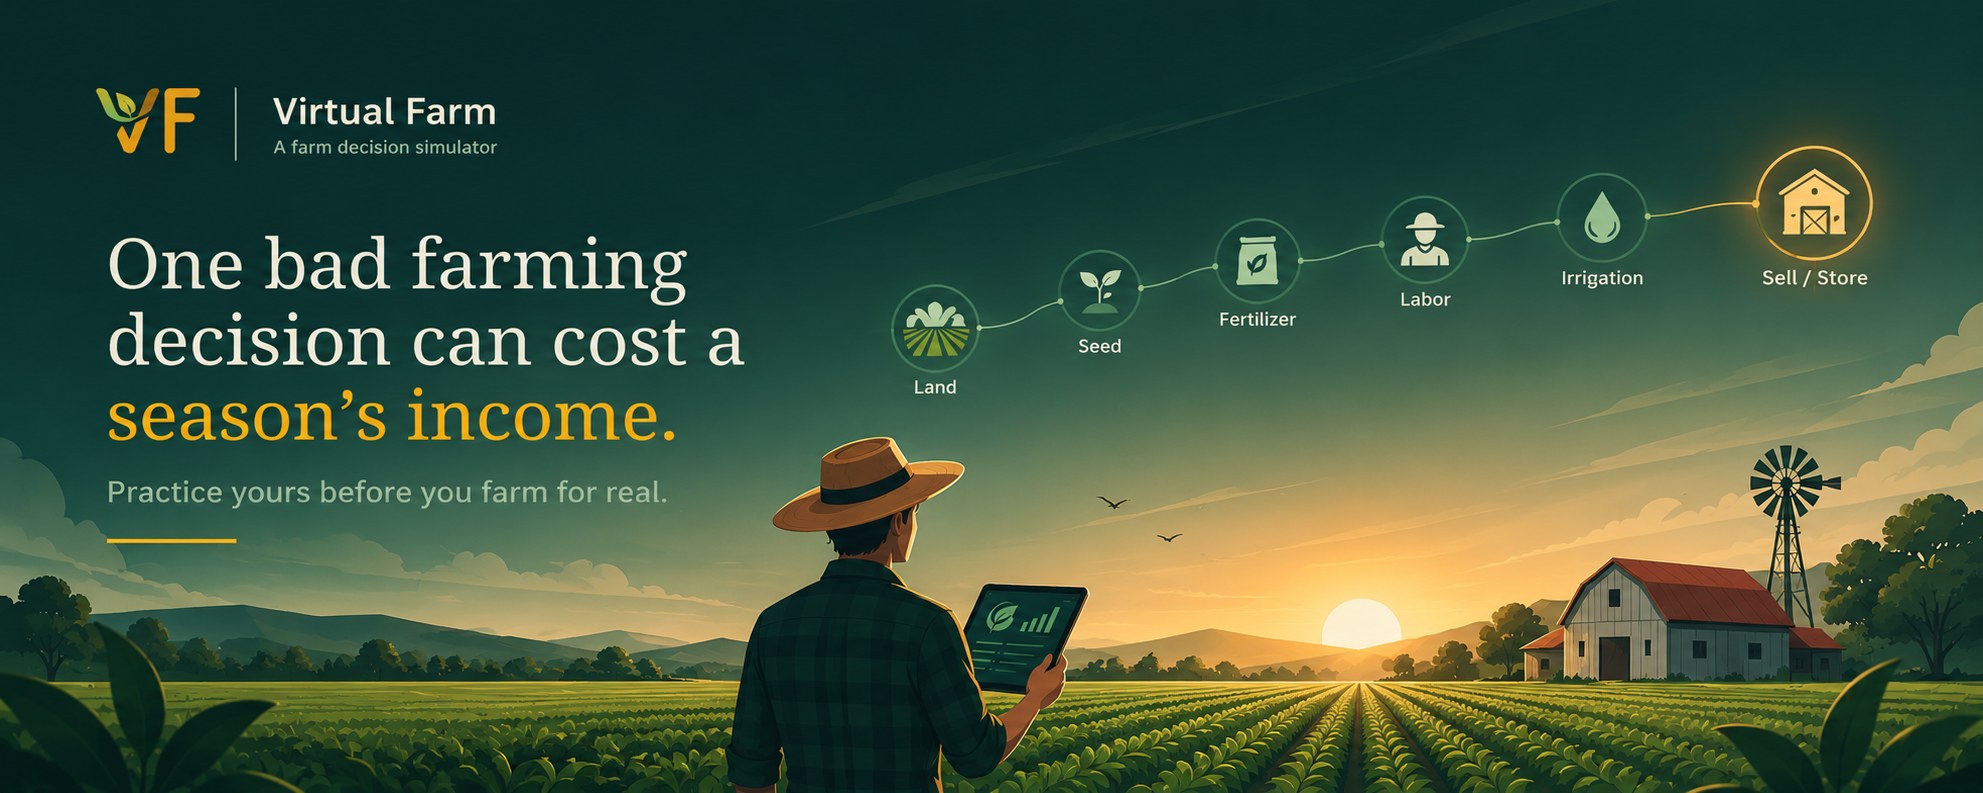 VF
Virtual Farm
A farm decision simulator
One bad farming
decision can cost a
season’s income.
Practice yours before you farm for real.
Land
Seed
Fertilizer
Labor
Irrigation
Sell / Store